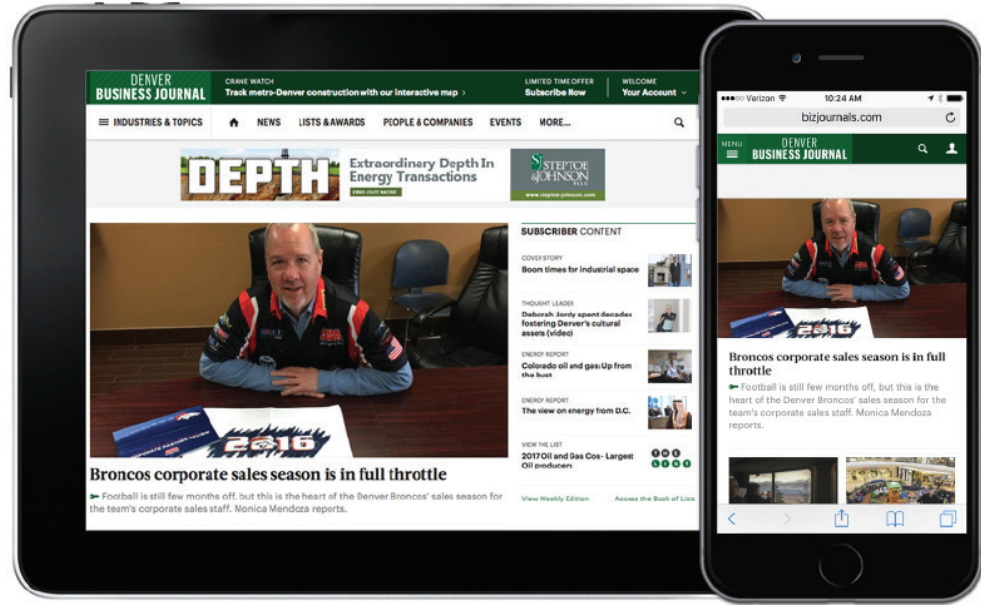 DENVER
BUSINESS JOURNAL
CRANE WATCH
Track metro-Denver construction with our interactive map >
LIMITED TIME OFFER
Subscribe Now
WELCOME
Your Account
INDUSTRIES & TOPICS
NEWS
LISTS & AWARDS
PEOPLE & COMPANIES
EVENTS
MORE...
DEPTH
Extraordinary Depth In
Energy Transactions
FIND OUT MORE
STEPTOE
&JOHNSON
PLLC
www.steptoe-johnson.com
2016
Broncos corporate sales season is in full throttle
Football is still few months off, but this is the heart of the Denver Broncos' sales season for
the team's corporate sales staff. Monica Mendoza reports.
SUBSCRIBER CONTENT
COVER STORY
Boom times for industrial space
THOUGHT LEADER
Deborah Jordy spent decades
fostering Denver's cultural
assets (video)
ENERGY REPORT
Colorado oil and gas: Up from
the bust
ENERGY REPORT
The view on energy from D.C.
VIEW THE LIST
2017 Oil and Gas Cos- Largest
Oil producers
THE
LIST
View Weekly Edition
Access the Book of Lists
Verizon
10:24 AM
bizjournals.com
MENU
DENVER
BUSINESS JOURNAL
2016
Broncos corporate sales season is in full
throttle
Football is still few months off, but this is the
heart of the Denver Broncos' sales season for the
team's corporate sales staff. Monica Mendoza
reports.